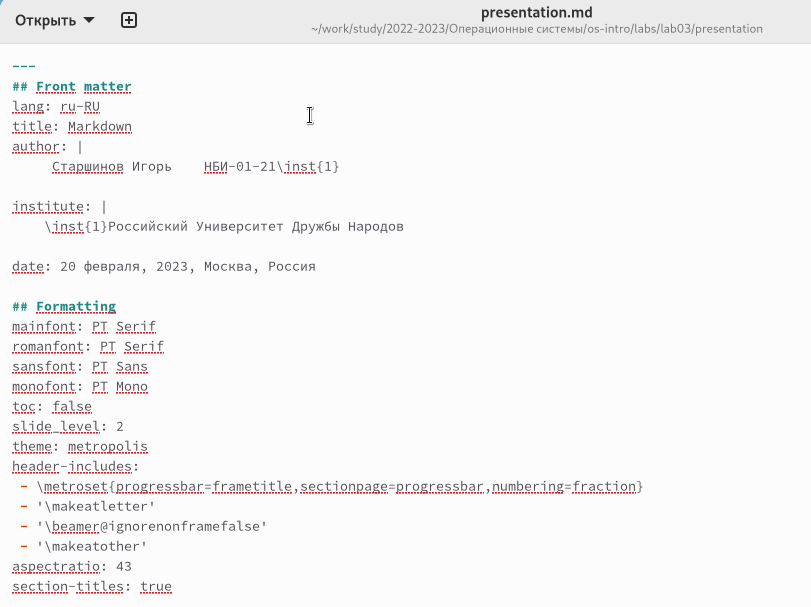 Открыть
presentation.md
~/work/study/2022-2023/Операционные системы/os-intro/labs/lab03/presentation
---
## Front matter
lang: ru-RU
title: Markdown
author: |
     Старшинов Игорь    НБИ-01-21\inst{1}
institute: |
    \inst{1}Российский Университет Дружбы Народов
date: 20 февраля, 2023, Москва, Россия
## Formatting
mainfont: PT Serif
romanfont: PT Serif
sansfont: PT Sans
monofont: PT Mono
toc: false
slide_level: 2
theme: metropolis
header-includes:
 - \metroset{progressbar=frametitle,sectionpage=progressbar,numbering=fraction}
 - '\makeatletter'
 - '\beamer@ignorenonframefalse'
 - '\makeatother'
aspectratio: 43
section-titles: true